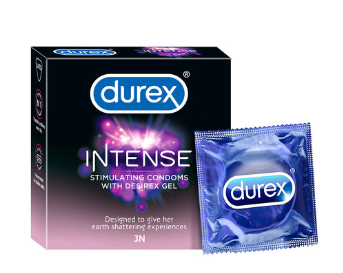 durex
INTENSE
STIMULATING CONDOMS
WITH DESIREX GEL
Designed to give her
earth shattering experiences
3N
durex